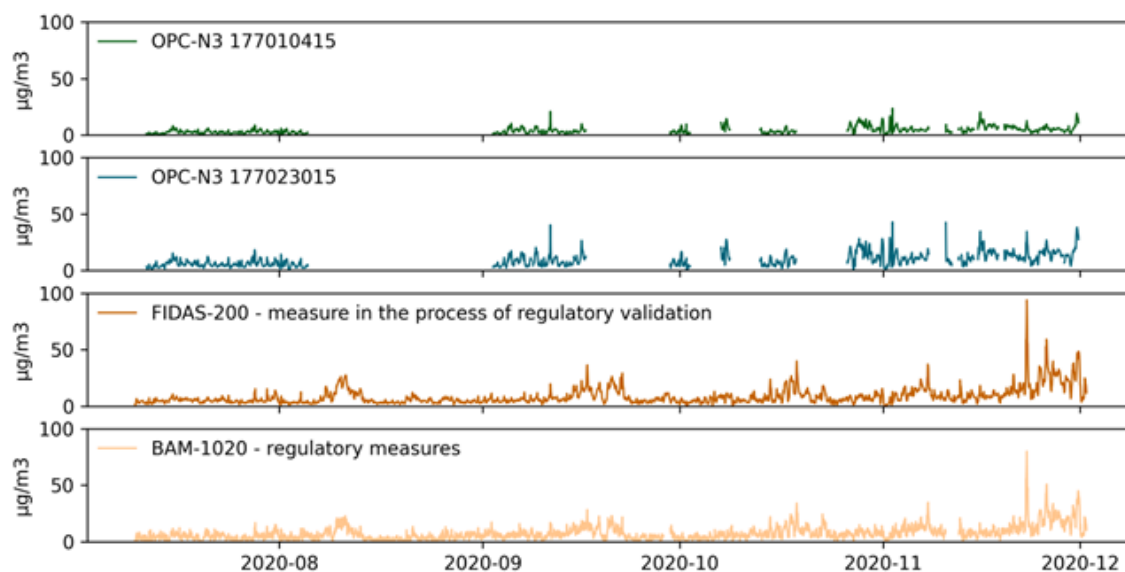 100
OPC-N3 177010415
µg/m3
50
0
100
OPC-N3 177023015
µg/m3
50
0
100
FIDAS-200 - measure in the process of regulatory validation
µg/m3
50
0
100
BAM-1020 - regulatory measures
µg/m3
50
0
2020-08 2020-09 2020-10 2020-11 2020-12